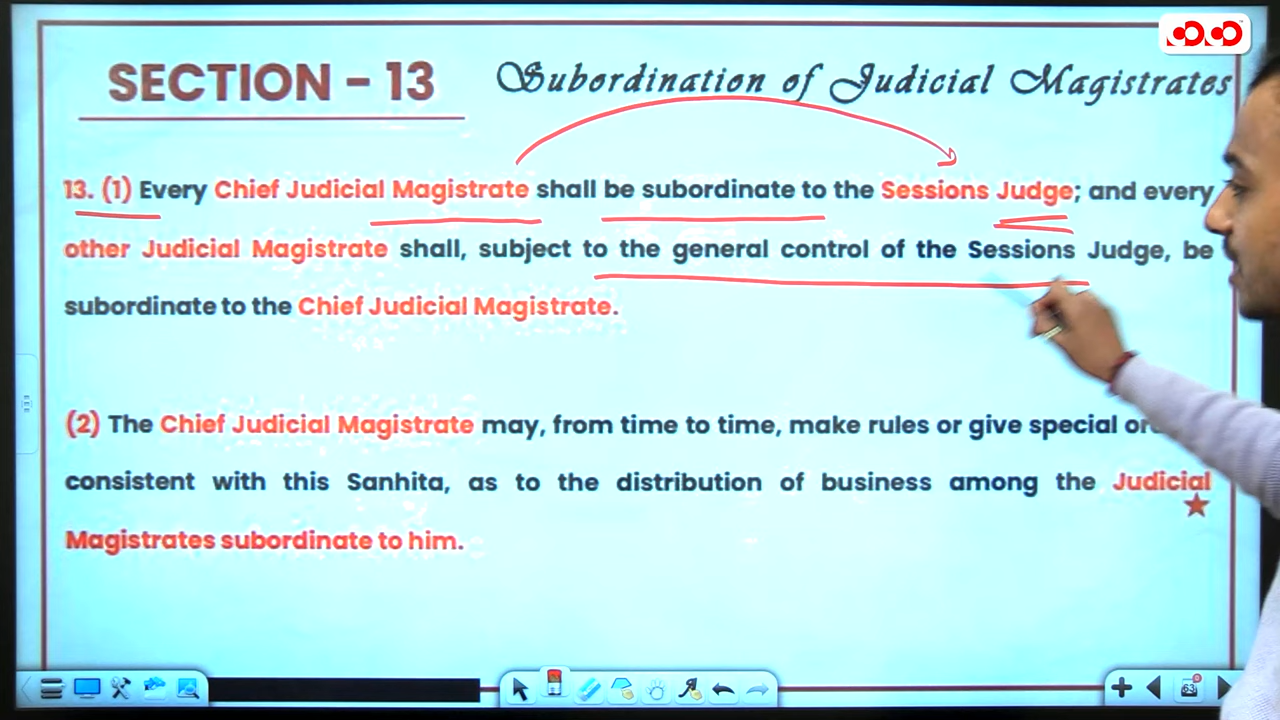 SECTION - 13 Subordination of Judicial Magistrates
13. (1) Every Chief Judicial Magistrate shall be subordinate to the Sessions Judge; and every
other Judicial Magistrate shall, subject to the general control of the Sessions Judge, be
subordinate to the Chief Judicial Magistrate.
(2) The Chief Judicial Magistrate may, from time to time, make rules or give special
consistent with this Sanhita, as to the distribution of business among the Judicial
Magistrates subordinate to him.
63